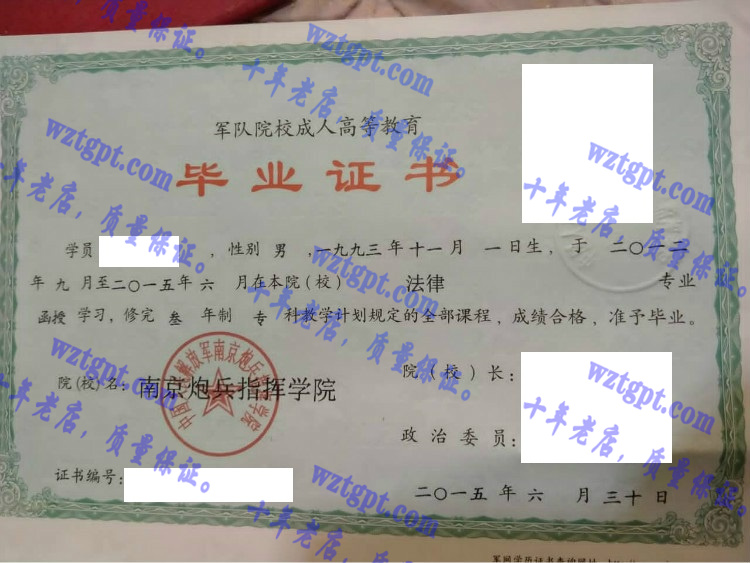 军队院校成人高等教育
毕业证书
学员 ，性别 男 ，一九九三年十一月 一日生，于 二〇一二
年 九 月至二〇一五年 六 月在本院（校） 法律 专业
函授 学习，修完 叁 年制 专 科教学计划规定的全部课程，成绩合格，准予毕业。
院（校）名：南京炮兵指挥学院
院（校）长：
政治委员：
证书编号：
二〇一五 年 六 月 三十 日
wztgpt.com
十年老店，质量保证。